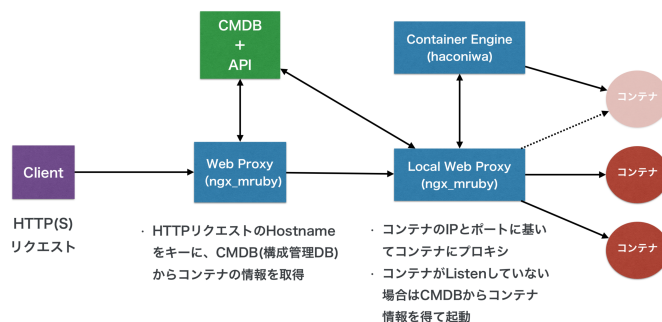 CMDB
+
API
Container Engine
(haconiwa)
コンテナ
Client
Web Proxy
(ngx_mruby)
Local Web Proxy
(ngx_mruby)
コンテナ
コンテナ
HTTP(S)
リクエスト
・ HTTPリクエストのHostname
をキーに、CMDB(構成管理DB)
からコンテナの情報を取得
・ コンテナのIPとポートに基い
てコンテナにプロキシ
・ コンテナがListenしていない
場合はCMDBからコンテナ
情報を得て起動